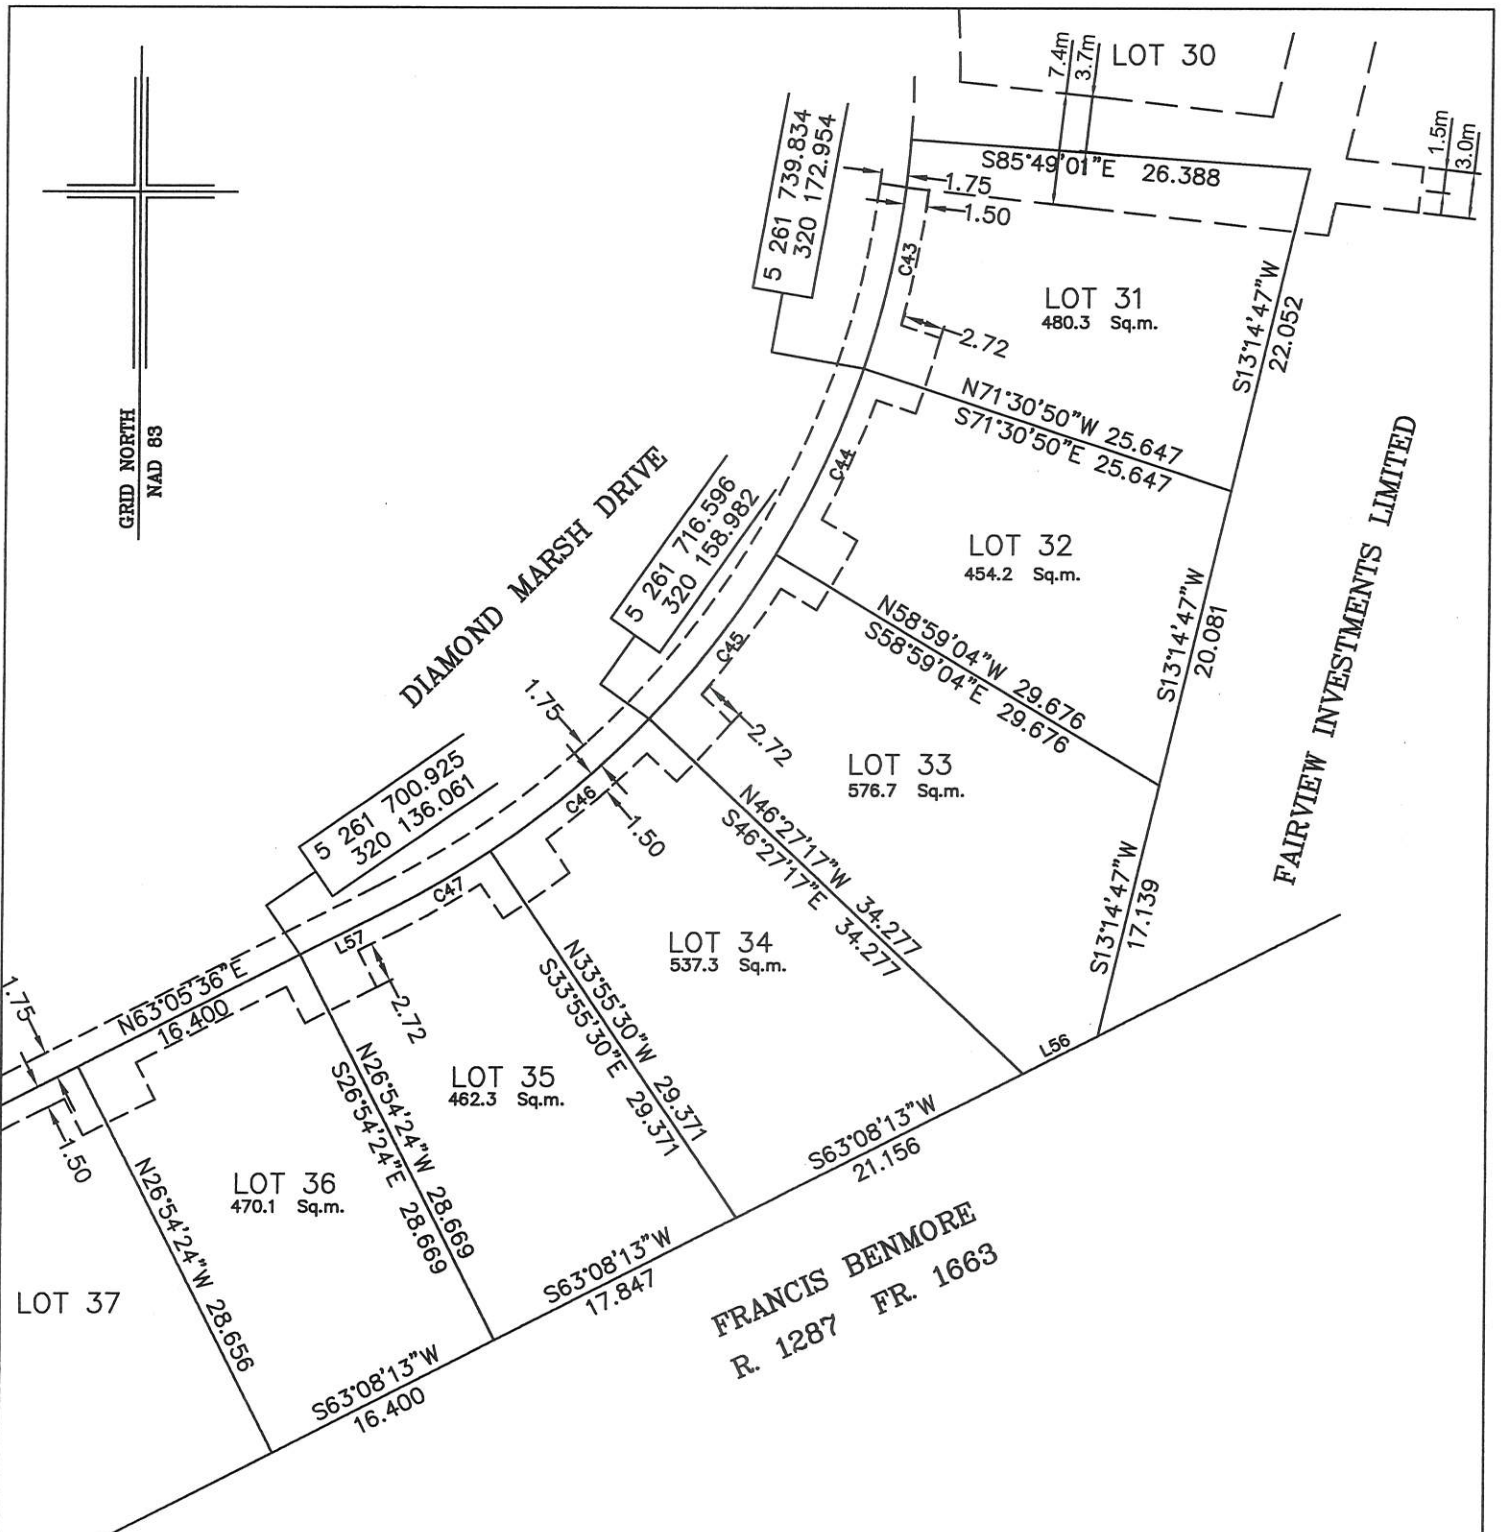 LOT 30
7.4m
3.7m
1.5m
3.0m
S85°49'01"E 26.388
5 261 739.834
320 172.954
1.75
1.50
C43
LOT 31
480.3 Sq.m.
S13°14'47"W
22.052
2.72
N71°30'50"W 25.647
S71°30'50"E 25.647
GRID NORTH
NAD 83
C44
DIAMOND MARSH DRIVE
5 261 716.596
320 158.982
LOT 32
454.2 Sq.m.
S13°14'47"W
20.081
FAIRVIEW INVESTMENTS LIMITED
N58°59'04"W 29.676
S58°59'04"E 29.676
C45
1.75
2.72
LOT 33
576.7 Sq.m.
5 261 700.925
320 136.061
C46
1.50
N46°27'17"W 34.277
S46°27'17"E 34.277
S13°14'47"W
17.139
C47
L57
LOT 34
537.3 Sq.m.
N33°55'30"W 29.371
S33°55'30"E 29.371
1.75
N63°05'36"E
16.400
2.72
L56
LOT 35
462.3 Sq.m.
N26°54'24"W 28.669
S26°54'24"E 28.669
1.50
S63°08'13"W
21.156
LOT 36
470.1 Sq.m.
N26°54'24"W 28.656
S63°08'13"W
17.847
FRANCIS BENMORE
R. 1287 FR. 1663
LOT 37
S63°08'13"W
16.400